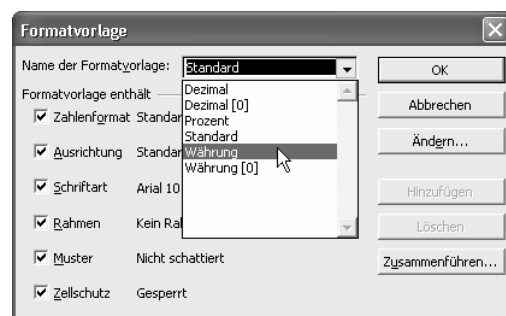 Formatvorlage
Name der Formatvorlage: Standard
OK
Dezimal
Dezimal [0]
Prozent
Standard
Währung
Währung [0]
Formatvorlage enthält
Abbrechen
Zahlenformat Standar
Ändern...
Ausrichtung Standar
Schriftart Arial 10
Hinzufügen
Rahmen Kein Ra
Löschen
Muster Nicht schattiert
Zusammenführen...
Zellschutz Gesperrt